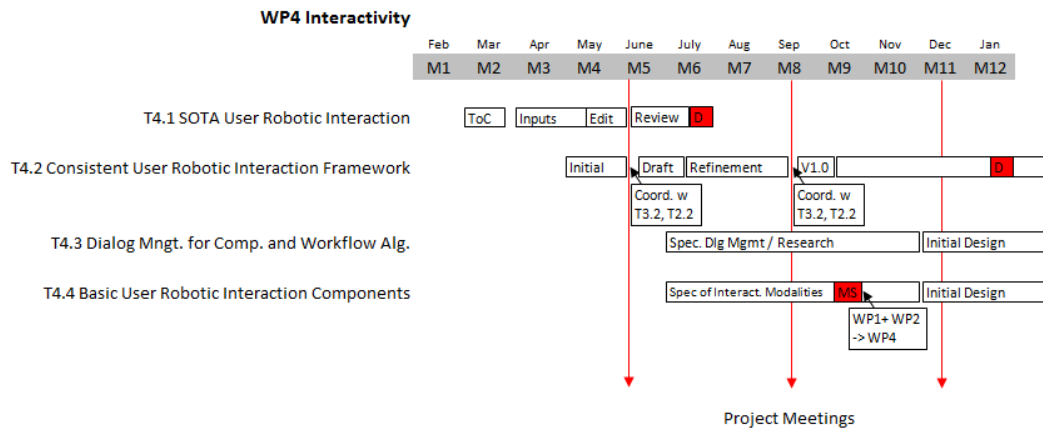 WP4 Interactivity
Feb Mar Apr May June July Aug Sep Oct Nov Dec Jan
M1 M2 M3 M4 M5 M6 M7 M8 M9 M10 M11 M12
T4.1 SOTA User Robotic Interaction ToC Inputs Edit Review D
T4.2 Consistent User Robotic Interaction Framework Initial Draft Refinement V1.0 D
Coord. w Coord. w
T3.2, T2.2 T3.2, T2.2
T4.3 Dialog Mngt. for Comp. and Workflow Alg. Spec. Dlg Mgmt / Research Initial Design
T4.4 Basic User Robotic Interaction Components Spec of Interact. Modalities MS Initial Design
WP1+ WP2
-> WP4
Project Meetings